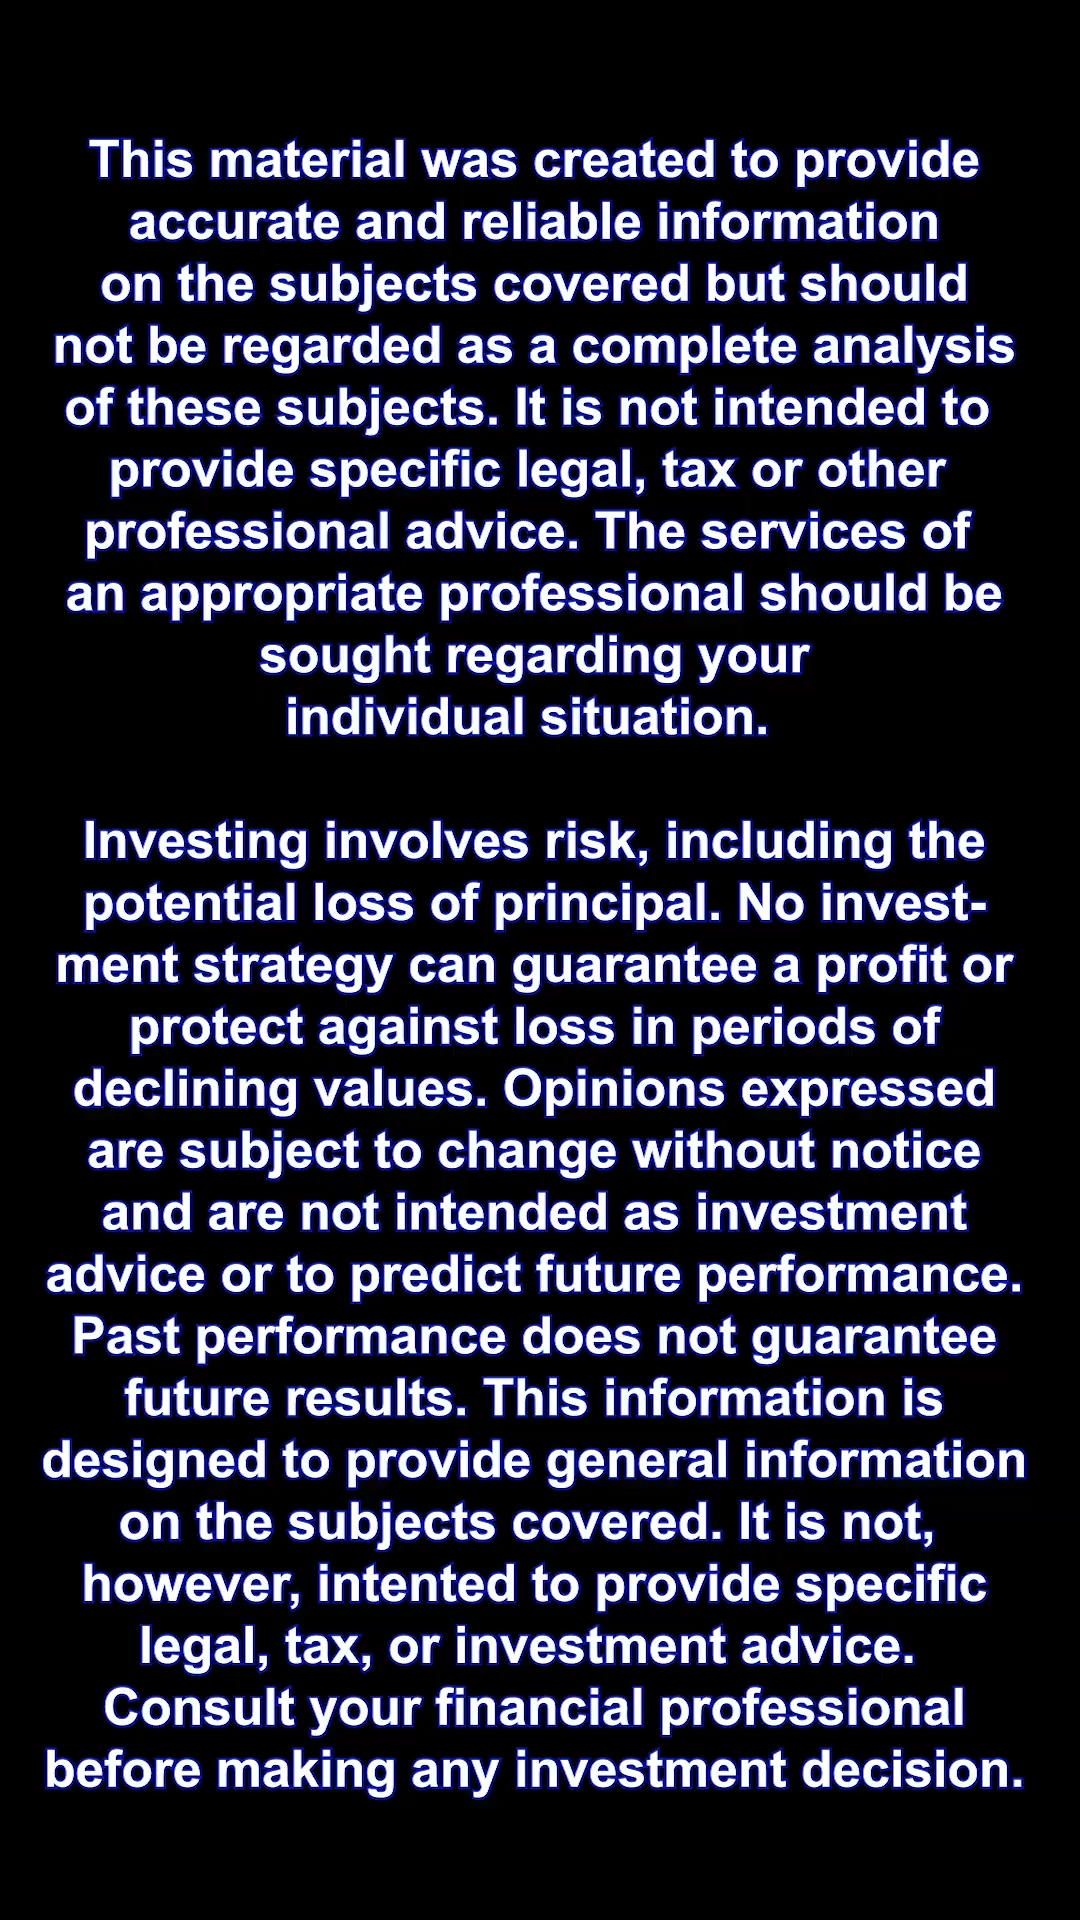 This material was created to provide
accurate and reliable information
on the subjects covered but should
not be regarded as a complete analysis
of these subjects. It is not intended to
provide specific legal, tax or other
professional advice. The services of
an appropriate professional should be
sought regarding your
individual situation.
Investing involves risk, including the
potential loss of principal. No invest-
ment strategy can guarantee a profit or
protect against loss in periods of
declining values. Opinions expressed
are subject to change without notice
and are not intended as investment
advice or to predict future performance.
Past performance does not guarantee
future results. This information is
designed to provide general information
on the subjects covered. It is not,
however, intented to provide specific
legal, tax, or investment advice.
Consult your financial professional
before making any investment decision.